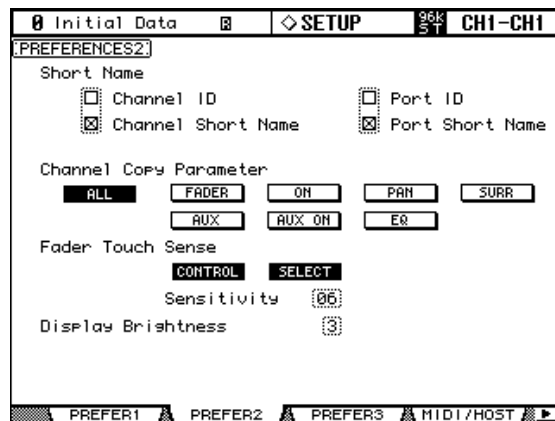 0 Initial Data R ◇SETUP 96k ST CH1-CH1
PREFERENCES2
Short Name
Channel ID Port ID
Channel Short Name Port Short Name
Channel Copy Parameter
ALL FADER ON PAN SURR
AUX AUX ON EQ
Fader Touch Sense
CONTROL SELECT
Sensitivity 06
Display Brightness 3
PREFER1 PREFER2 PREFER3 MIDI/HOST